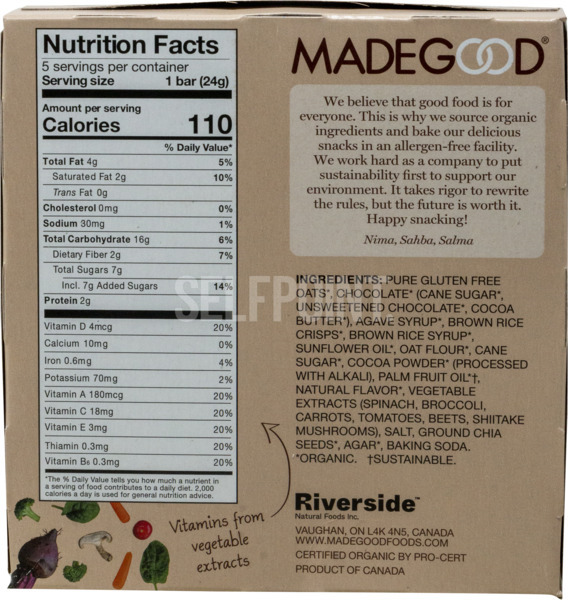 Nutrition Facts
5 servings per container
Serving size 1 bar (24g)
Amount per serving
Calories 110
% Daily Value*
Total Fat 4g 5%
Saturated Fat 2g 10%
Trans Fat 0g
Cholesterol 0mg 0%
Sodium 30mg 1%
Total Carbohydrate 16g 6%
Dietary Fiber 2g 7%
Total Sugars 7g
Incl. 7g Added Sugars 14%
Protein 2g
Vitamin D 4mcg 20%
Calcium 10mg 0%
Iron 0.6mg 4%
Potassium 70mg 2%
Vitamin A 180mcg 20%
Vitamin C 18mg 20%
Vitamin E 3mg 20%
Thiamin 0.3mg 20%
Vitamin B6 0.3mg 20%
*The % Daily Value tells you how much a nutrient in
a serving of food contributes to a daily diet. 2,000
calories a day is used for general nutrition advice.
Vitamins from
vegetable
extracts
MADEGOOD®
We believe that good food is for
everyone. This is why we source organic
ingredients and bake our delicious
snacks in an allergen-free facility.
We work hard as a company to put
sustainability first to support our
environment. It takes rigor to rewrite
the rules, but the future is worth it.
Happy snacking!
Nima, Sahba, Salma
INGREDIENTS: PURE GLUTEN FREE
OATS*, CHOCOLATE* (CANE SUGAR*,
UNSWEETENED CHOCOLATE*, COCOA
BUTTER*), AGAVE SYRUP*, BROWN RICE
CRISPS*, BROWN RICE SYRUP*,
SUNFLOWER OIL*, OAT FLOUR*, CANE
SUGAR*, COCOA POWDER* (PROCESSED
WITH ALKALI), PALM FRUIT OIL*†,
NATURAL FLAVOR*, VEGETABLE
EXTRACTS (SPINACH, BROCCOLI,
CARROTS, TOMATOES, BEETS, SHIITAKE
MUSHROOMS), SALT, GROUND CHIA
SEEDS*, AGAR*, BAKING SODA.
*ORGANIC. †SUSTAINABLE.
Riverside™
Natural Foods Inc.
VAUGHAN, ON L4K 4N5, CANADA
WWW.MADEGOODFOODS.COM
CERTIFIED ORGANIC BY PRO-CERT
PRODUCT OF CANADA
SELFPOINT